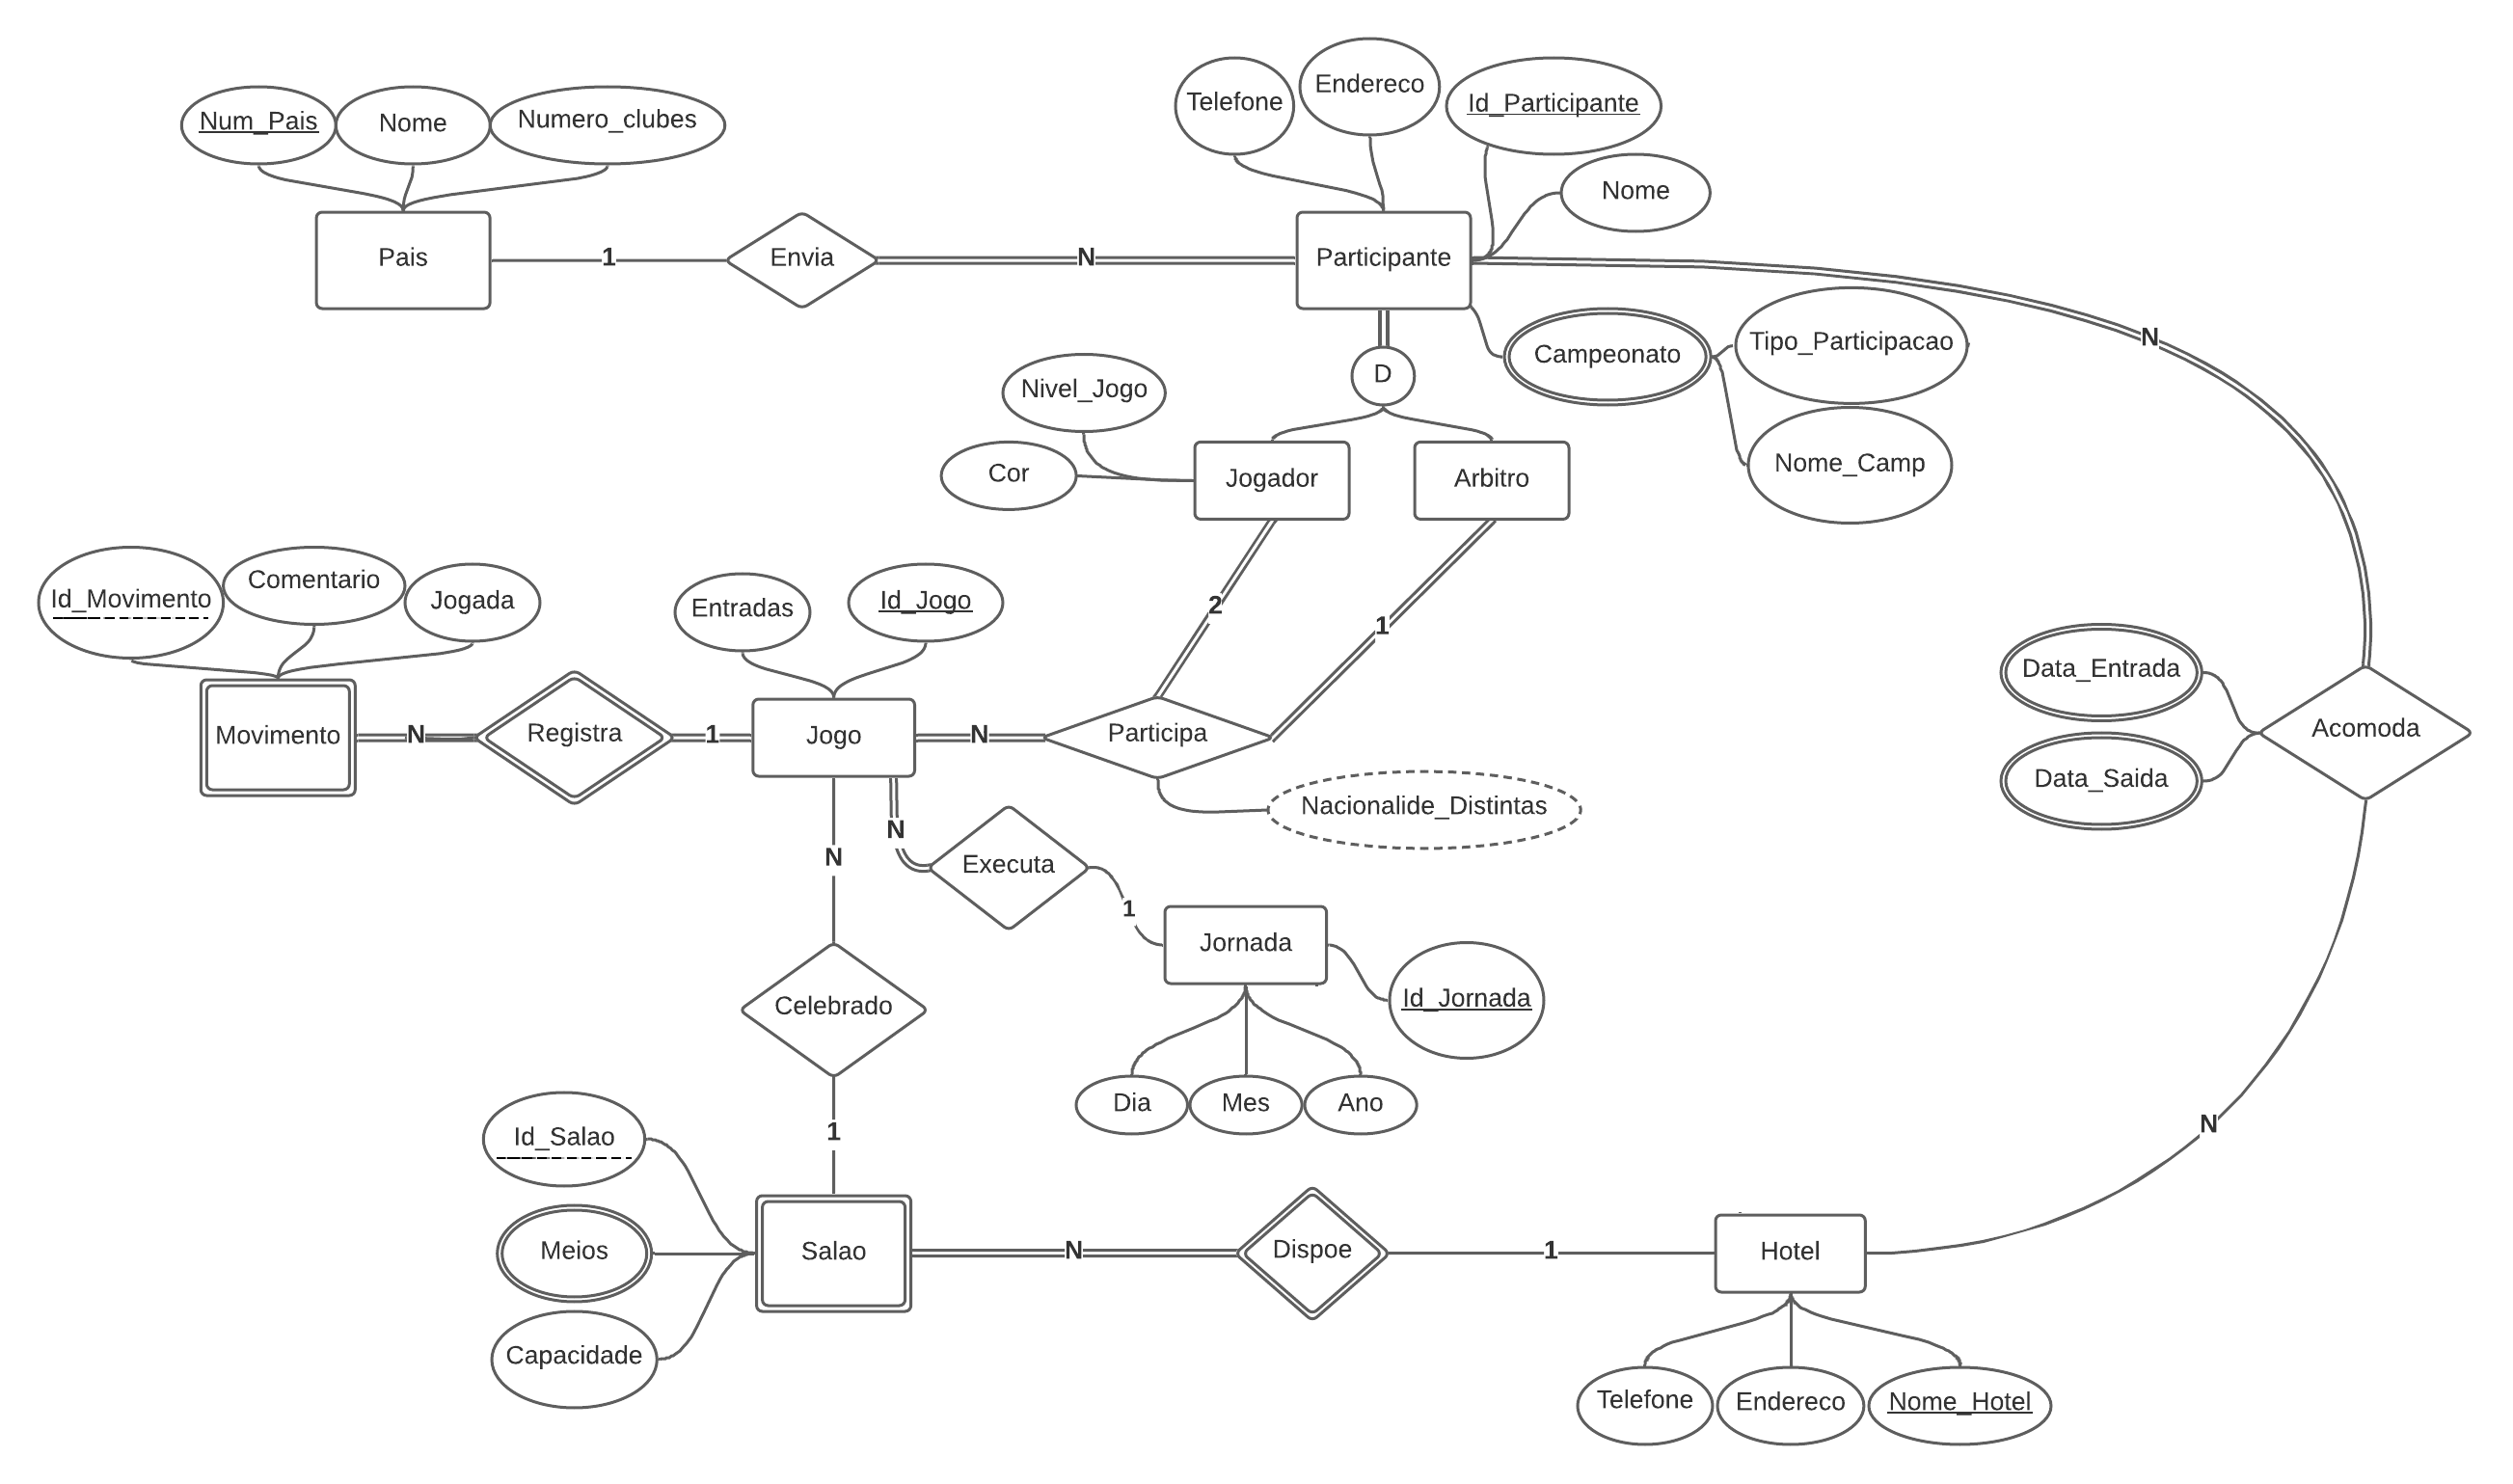 Telefone
Endereco
Id_Participante
Num_Pais
Nome
Numero_clubes
Nome
Pais
1
Envia
N
Participante
N
Campeonato
Tipo_Participacao
D
Nivel_Jogo
Nome_Camp
Cor
Jogador
Arbitro
Id_Movimento
Comentario
Jogada
Entradas
Id_Jogo
2
1
Data_Entrada
Movimento
N
Registra
1
Jogo
N
Participa
Acomoda
Data_Saida
Nacionalide_Distintas
N
N
Executa
1
Jornada
Celebrado
Id_Jornada
Dia
Mes
Ano
1
N
Id_Salao
Meios
Salao
N
Dispoe
1
Hotel
Capacidade
Telefone
Endereco
Nome_Hotel